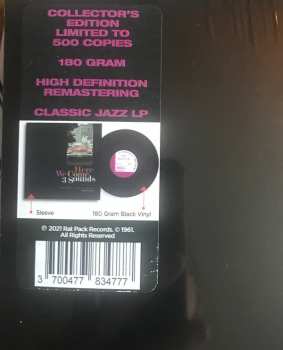 COLLECTOR'S
EDITION
LIMITED TO
500 COPIES
180 GRAM
HIGH DEFINITION
REMASTERING
CLASSIC JAZZ LP
Here
We Come
3 Sounds
Sleeve
180 Gram Black Vinyl
℗ 2021 Rat Pack Records. © 1961.
All Rights Reserved
3 700477 834777